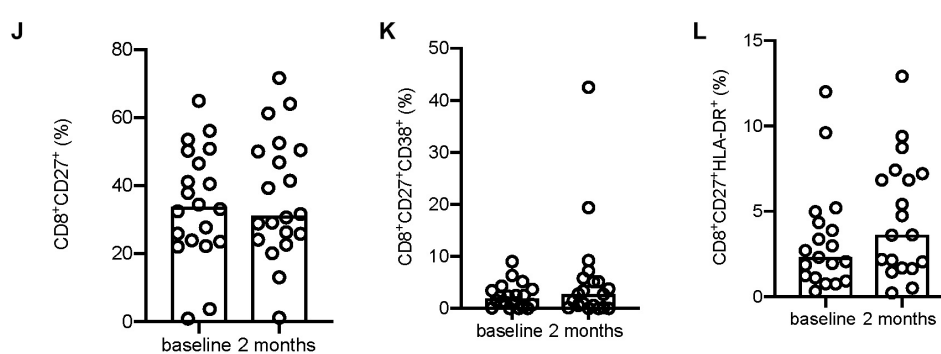 J
K
L
CD8⁺CD27⁺ (%)
80
60
40
20
0
baseline 2 months
CD8⁺CD27⁺CD38⁺ (%)
50
40
30
20
10
0
baseline 2 months
CD8⁺CD27⁺HLA-DR⁺ (%)
15
10
5
0
baseline 2 months